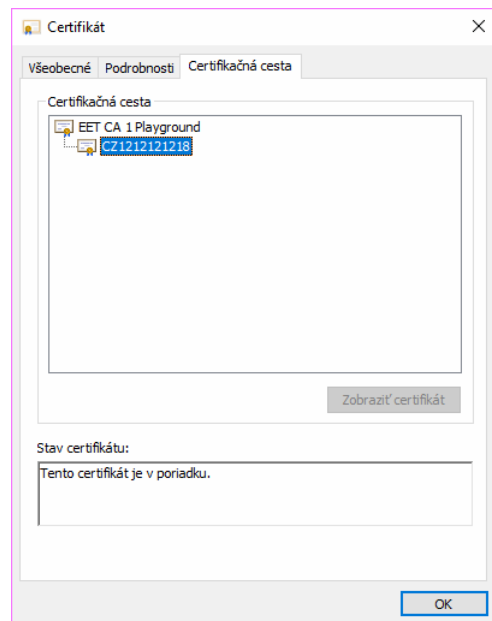 Certifikát
Všeobecné Podrobnosti Certifikačná cesta
Certifikačná cesta
EET CA 1 Playground
CZ1212121218
Zobraziť certifikát
Stav certifikátu:
Tento certifikát je v poriadku.
OK